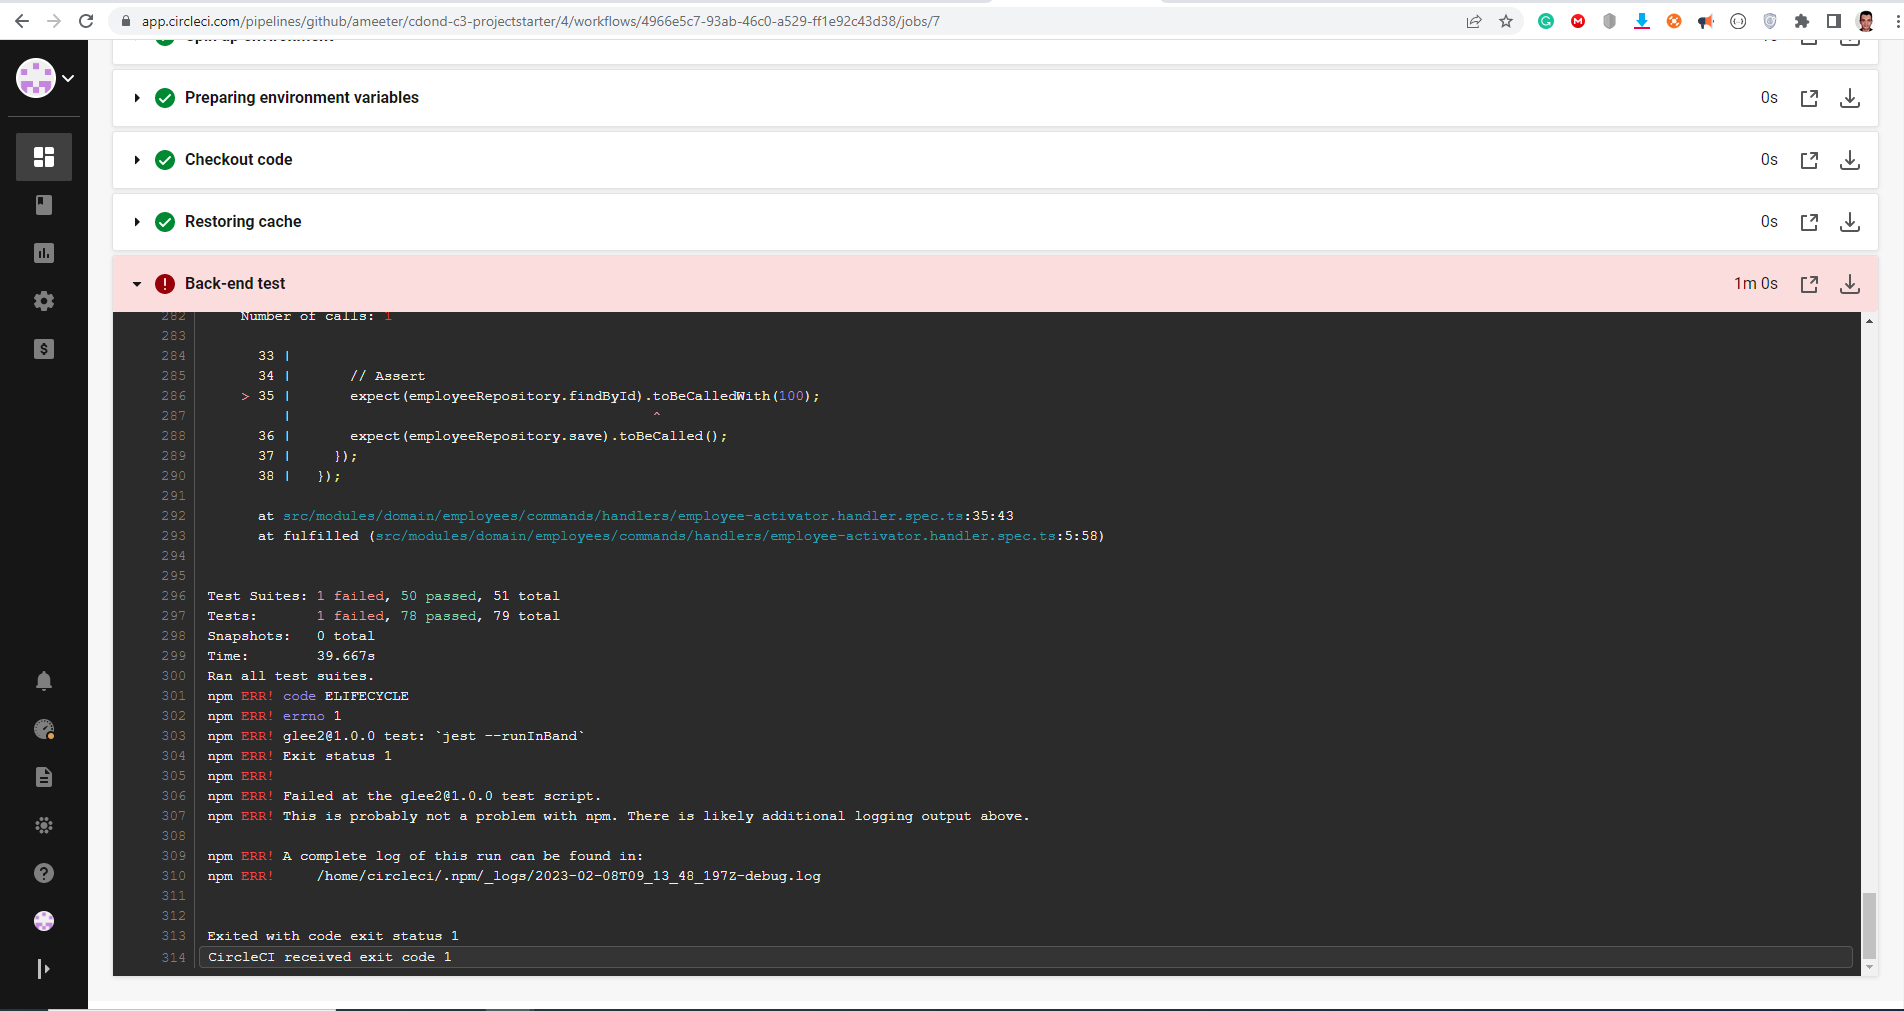 app.circleci.com/pipelines/github/ameeter/cdond-c3-projectstarter/4/workflows/4966e5c7-93ab-46c0-a529-ff1e92c43d38/jobs/7
Preparing environment variables 0s
Checkout code 0s
Restoring cache 0s
Back-end test 1m 0s
282 Number of calls: 1
283
284 33 |
285 34 | // Assert
286 > 35 | expect(employeeRepository.findById).toBeCalledWith(100);
287 | ^
288 36 | expect(employeeRepository.save).toBeCalled();
289 37 | });
290 38 | });
291
292 at src/modules/domain/employees/commands/handlers/employee-activator.handler.spec.ts:35:43
293 at fulfilled (src/modules/domain/employees/commands/handlers/employee-activator.handler.spec.ts:5:58)
294
295
296 Test Suites: 1 failed, 50 passed, 51 total
297 Tests: 1 failed, 78 passed, 79 total
298 Snapshots: 0 total
299 Time: 39.667s
300 Ran all test suites.
301 npm ERR! code ELIFECYCLE
302 npm ERR! errno 1
303 npm ERR! glee2@1.0.0 test: `jest --runInBand`
304 npm ERR! Exit status 1
305 npm ERR!
306 npm ERR! Failed at the glee2@1.0.0 test script.
307 npm ERR! This is probably not a problem with npm. There is likely additional logging output above.
308
309 npm ERR! A complete log of this run can be found in:
310 npm ERR! /home/circleci/.npm/_logs/2023-02-08T09_13_48_197Z-debug.log
311
312
313 Exited with code exit status 1
314 CircleCI received exit code 1